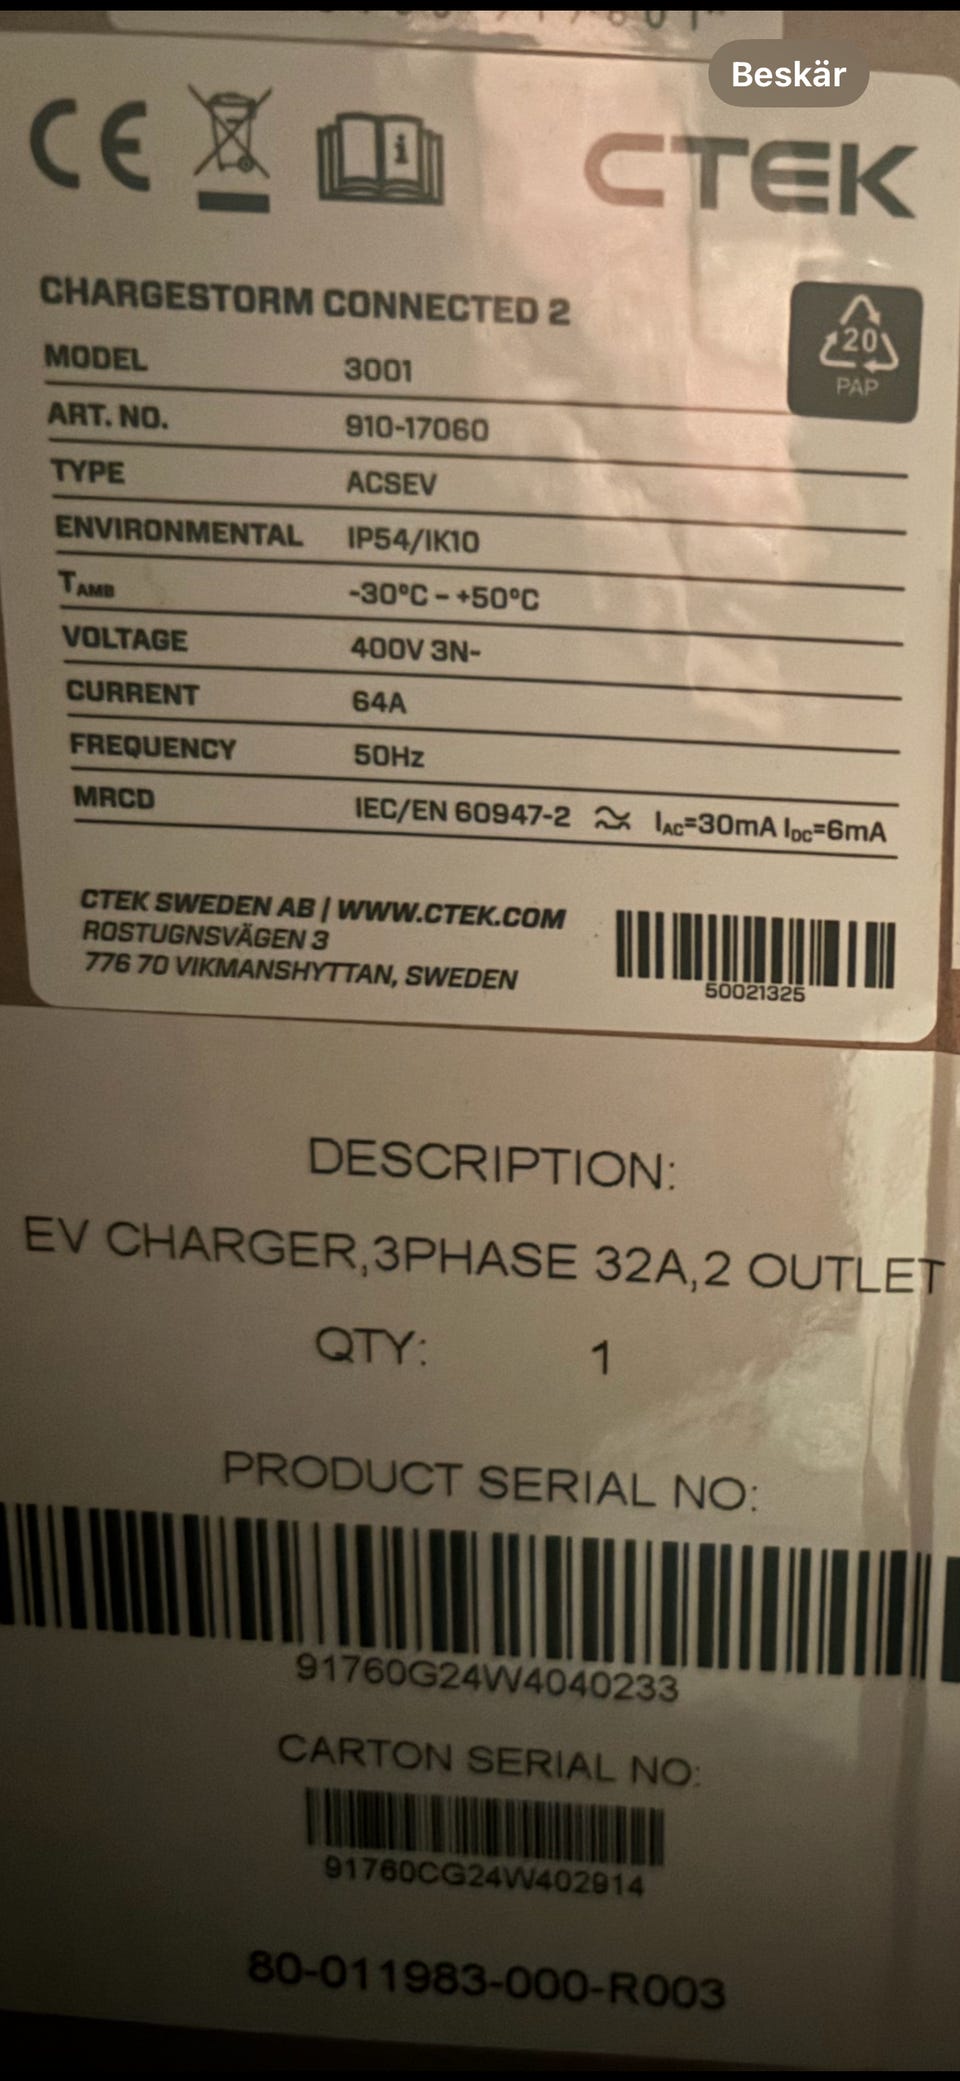 Beskär
CE
CTEK
CHARGESTORM CONNECTED 2
20
PAP
MODEL 3001
ART. NO. 910-17060
TYPE ACSEV
ENVIRONMENTAL IP54/IK10
TAMB -30°C - +50°C
VOLTAGE 400V 3N~
CURRENT 64A
FREQUENCY 50Hz
MRCD IEC/EN 60947-2 IAC=30mA IDC=6mA
CTEK SWEDEN AB | WWW.CTEK.COM
ROSTUGNSVÄGEN 3
776 70 VIKMANSHYTTAN, SWEDEN
50021325
DESCRIPTION:
EV CHARGER,3PHASE 32A,2 OUTLET
QTY: 1
PRODUCT SERIAL NO:
91760G24W4040233
CARTON SERIAL NO:
91760CG24W402914
80-011983-000-R003